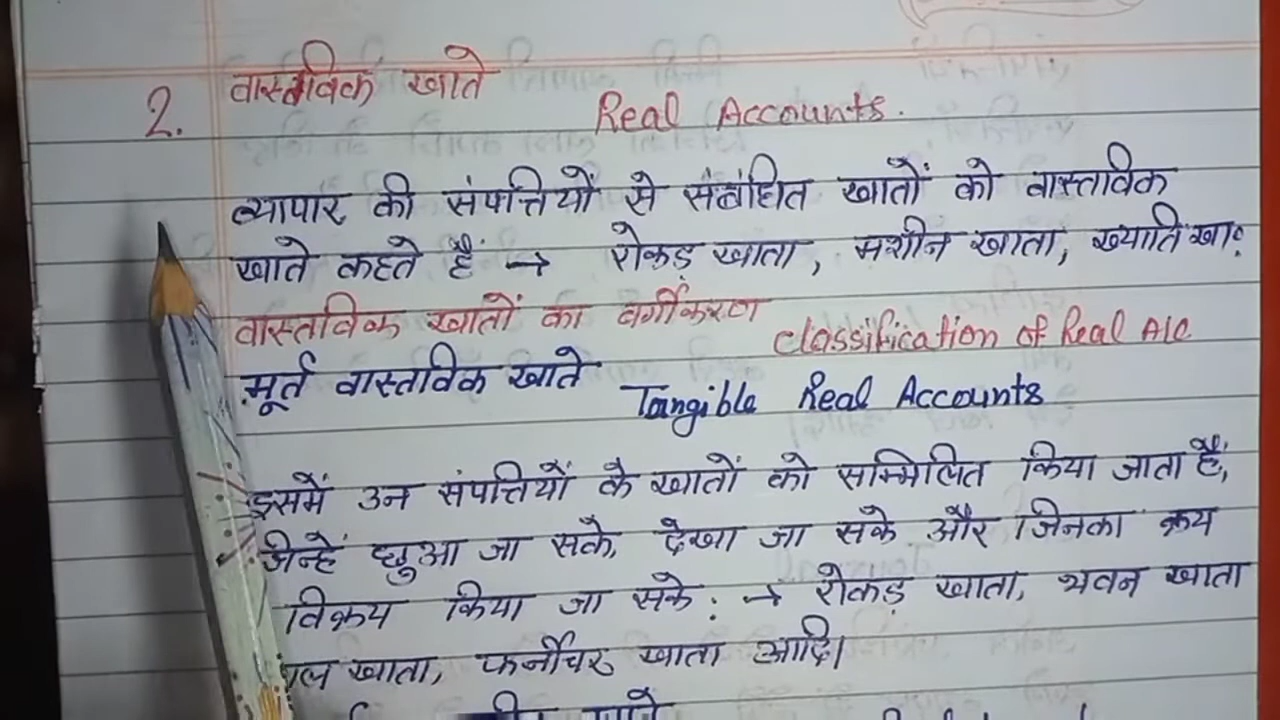 2. वास्तविक खाते
Real Accounts.
व्यापार की संपत्तियों से संबंधित खातों को वास्तविक
खाते कहते हैं → रोकड़ खाता, मशीन खाता, ख्याति खा॰
वास्तविक खातों का वर्गीकरण Classification of Real A/c
मूर्त वास्तविक खाते Tangible Real Accounts
इसमें उन संपत्तियों के खातों को सम्मिलित किया जाता है,
जिन्हें छुआ जा सके, देखा जा सके और जिनका क्रय
विक्रय किया जा सके: → रोकड़ खाता, भवन खाता
खाता, फर्नीचर खाता आदि।